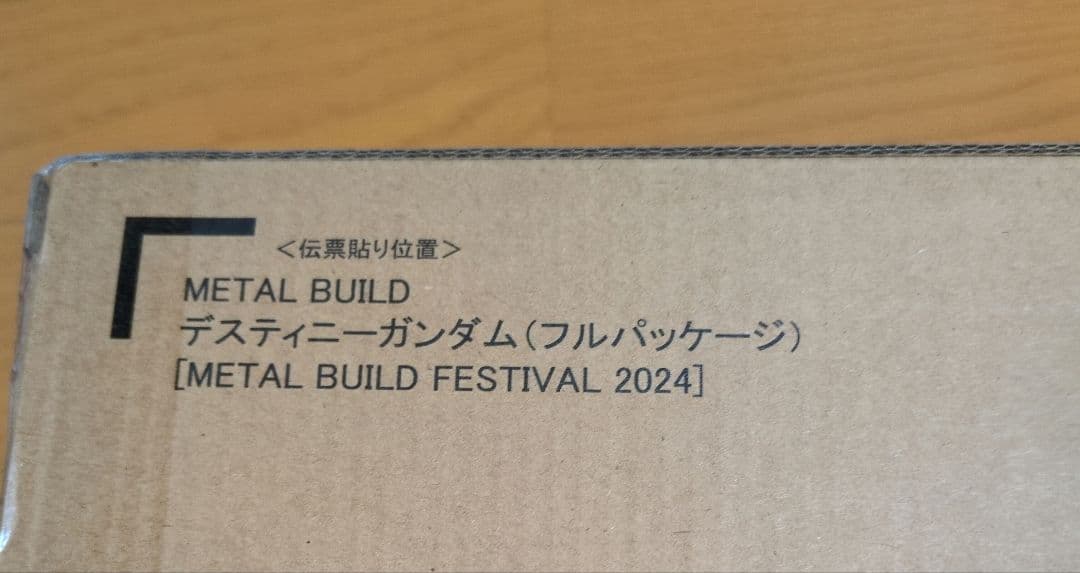 ＜伝票貼り位置＞
METAL BUILD
デスティニーガンダム（フルパッケージ）
[METAL BUILD FESTIVAL 2024]